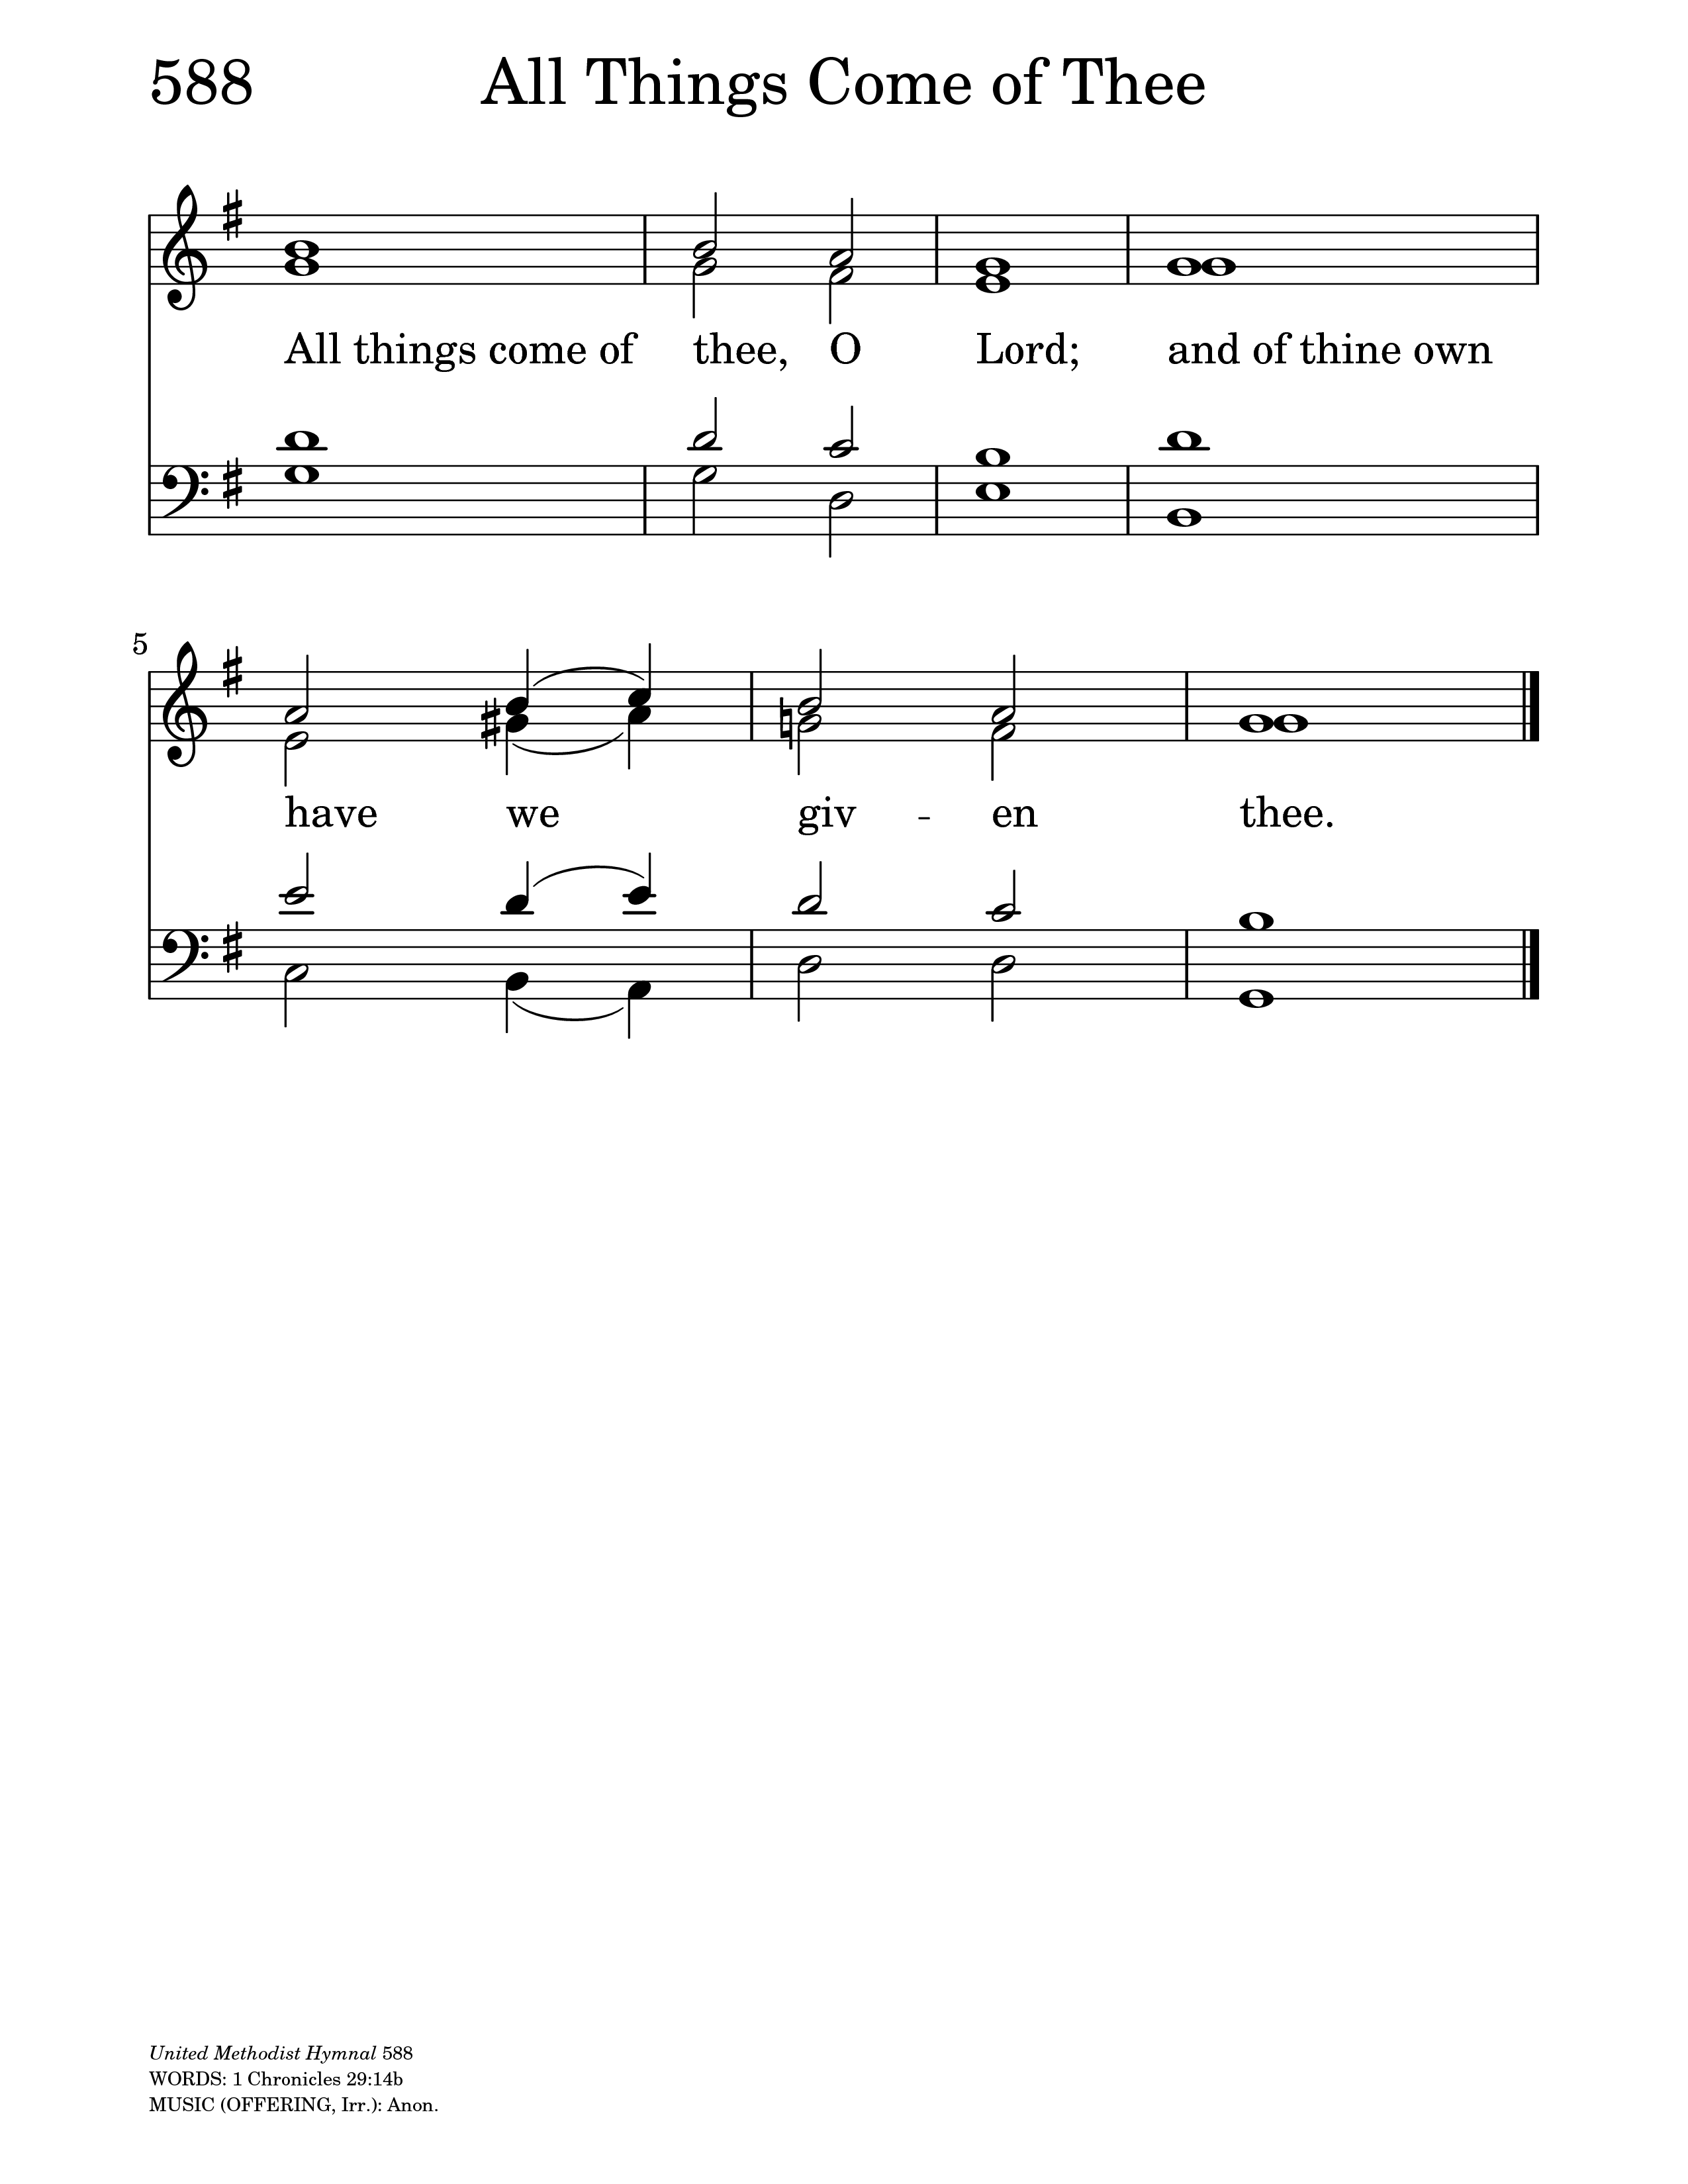 588 All Things Come of Thee
All things come of thee, O Lord; and of thine own
5
have we giv - en thee.
United Methodist Hymnal 588
WORDS: 1 Chronicles 29:14b
MUSIC (OFFERING, Irr.): Anon.